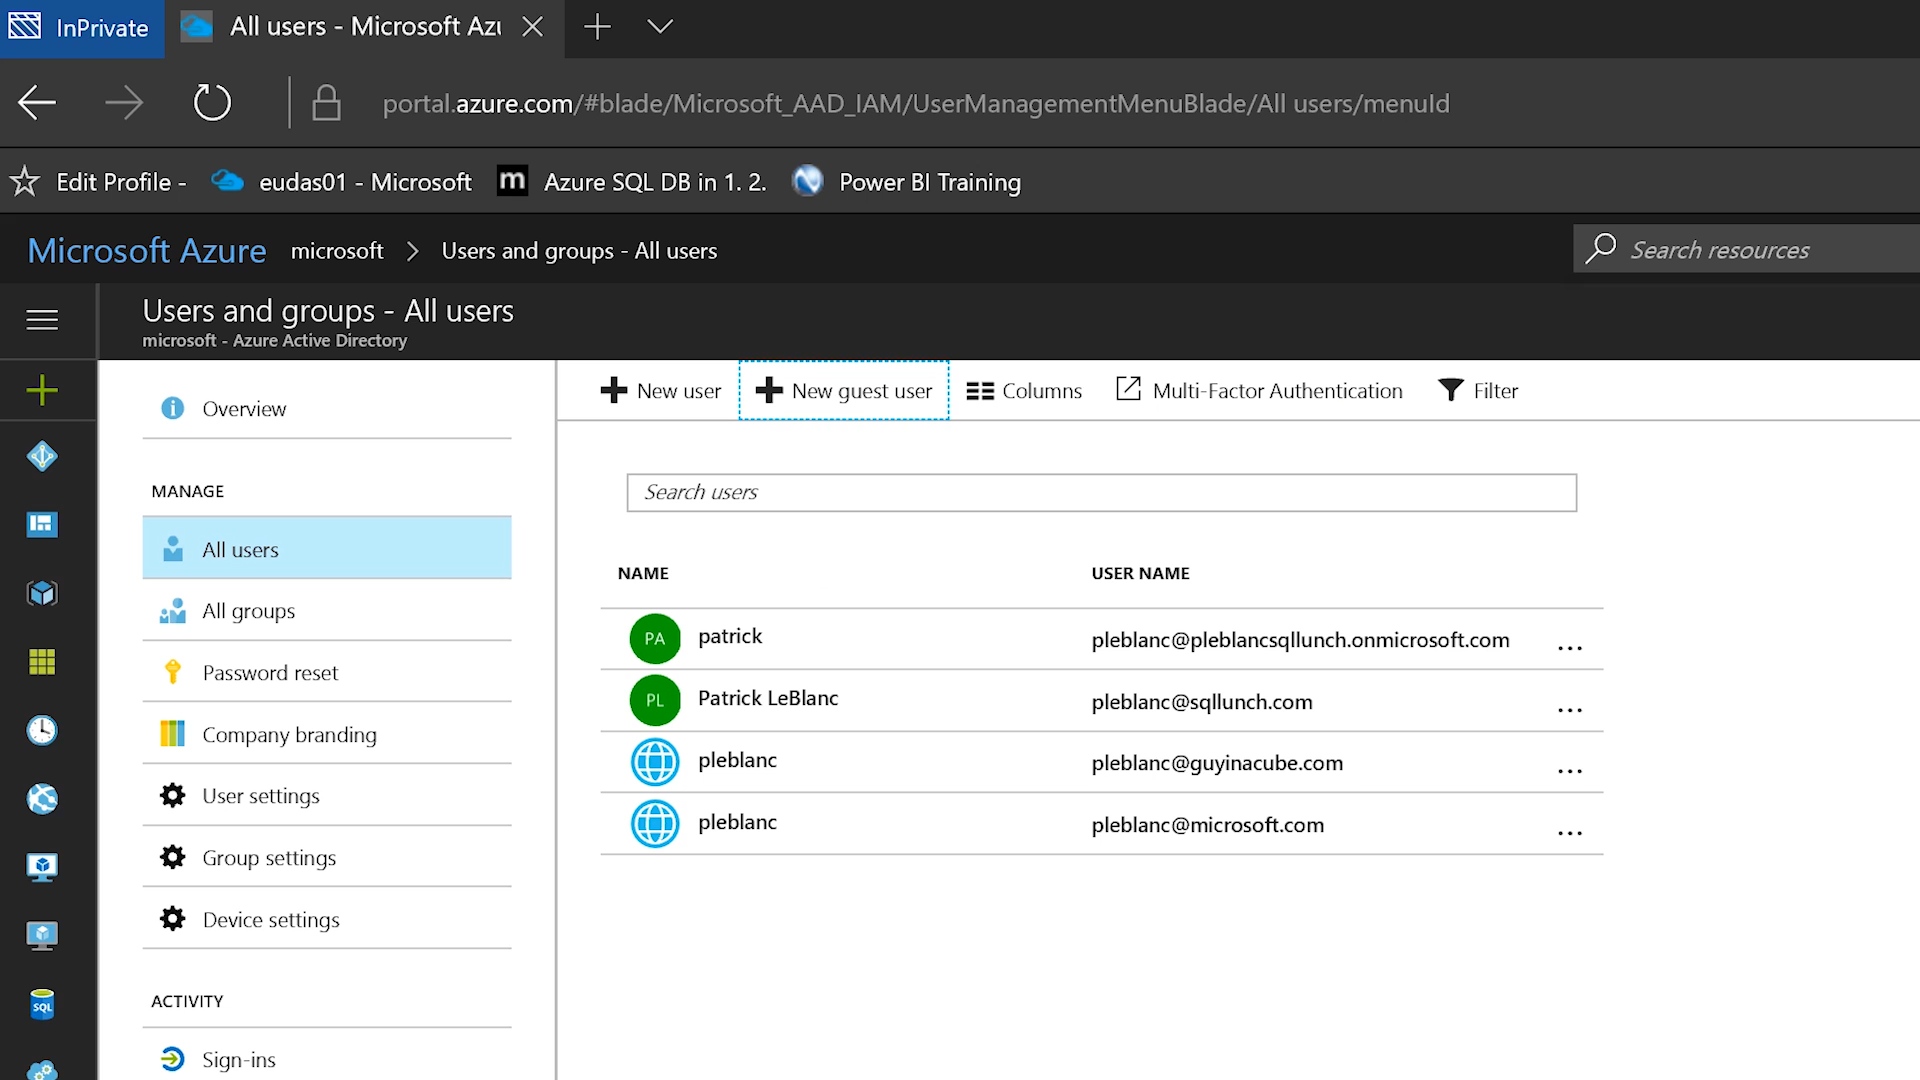 InPrivate
All users - Microsoft Azu
portal.azure.com/#blade/Microsoft_AAD_IAM/UserManagementMenuBlade/All users/menuId
Edit Profile -
eudas01 - Microsoft
m
Azure SQL DB in 1. 2.
Power BI Training
Microsoft Azure
microsoft > Users and groups - All users
Search resources
Users and groups - All users
microsoft - Azure Active Directory
Overview
MANAGE
All users
All groups
Password reset
Company branding
User settings
Group settings
Device settings
ACTIVITY
Sign-ins
SQL
New user
New guest user
Columns
Multi-Factor Authentication
Filter
Search users
NAME
USER NAME
PA patrick pleblanc@pleblancsqllunch.onmicrosoft.com ...
PL Patrick LeBlanc pleblanc@sqllunch.com ...
pleblanc pleblanc@guyinacube.com ...
pleblanc pleblanc@microsoft.com ...